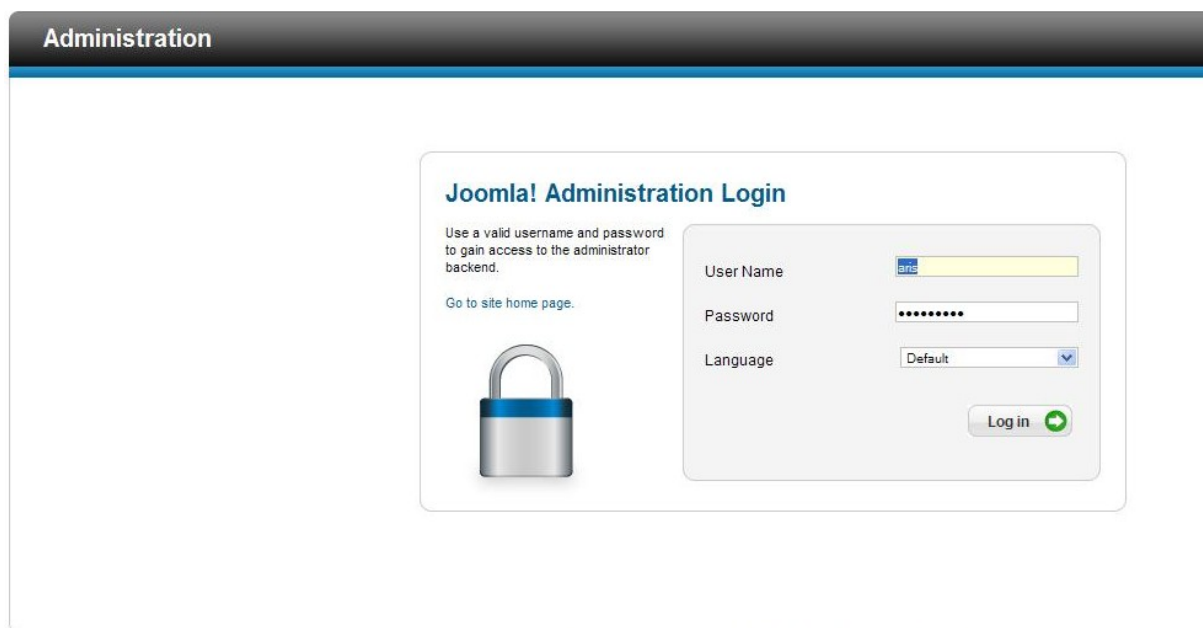 Administration
Joomla! Administration Login
Use a valid username and password
to gain access to the administrator
backend.
Go to site home page.
User Name
aris
Password
•••••••••
Language
Default
Log in